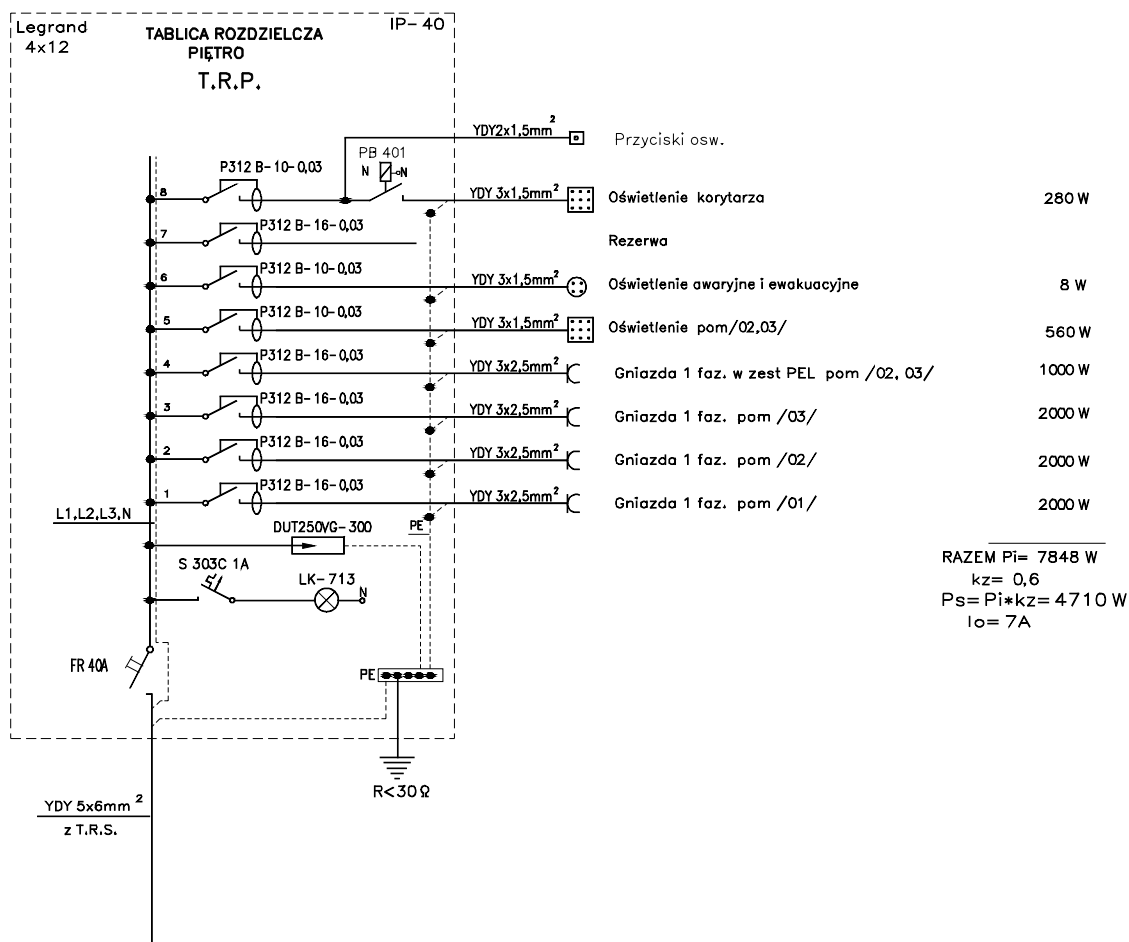 Legrand
4x12
TABLICA ROZDZIELCZA
PIĘTRO
T.R.P.
IP-40
YDY2x1,5mm²
Przyciski osw.
P312 B-10-0,03
PB 401
N
N
8
YDY 3x1,5mm²
Oświetlenie korytarza
280 W
P312 B-16-0,03
7
Rezerwa
P312 B-10-0,03
6
YDY 3x1,5mm²
Oświetlenie awaryjne i ewakuacyjne
8 W
P312 B-10-0,03
5
YDY 3x1,5mm²
Oświetlenie pom/02,03/
560 W
P312 B-16-0,03
4
YDY 3x2,5mm²
Gniazda 1 faz. w zest PEL pom /02, 03/
1000 W
P312 B-16-0,03
3
YDY 3x2,5mm²
Gniazda 1 faz. pom /03/
2000 W
P312 B-16-0,03
2
YDY 3x2,5mm²
Gniazda 1 faz. pom /02/
2000 W
P312 B-16-0,03
1
YDY 3x2,5mm²
Gniazda 1 faz. pom /01/
2000 W
L1,L2,L3,N
DUT250VG-300
PE
S 303C 1A
LK-713
N
RAZEM Pi= 7848 W
kz= 0,6
Ps=Pi*kz=4710 W
Io= 7A
FR 40A
PE
R<30Ω
YDY 5x6mm²
z T.R.S.